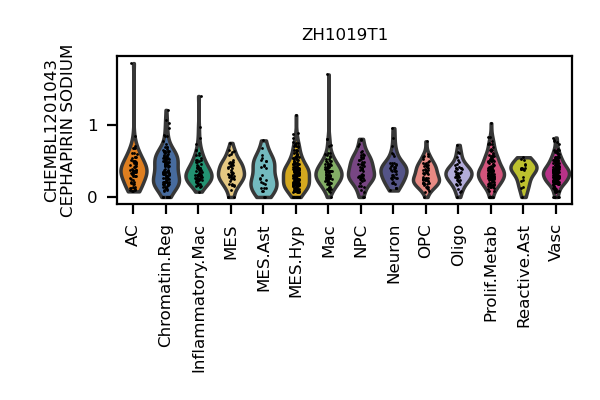 ZH1019T1
CHEMBL1201043
CEPHAPIRIN SODIUM
1
0
AC
Chromatin.Reg
Inflammatory.Mac
MES
MES.Ast
MES.Hyp
Mac
NPC
Neuron
OPC
Oligo
Prolif.Metab
Reactive.Ast
Vasc